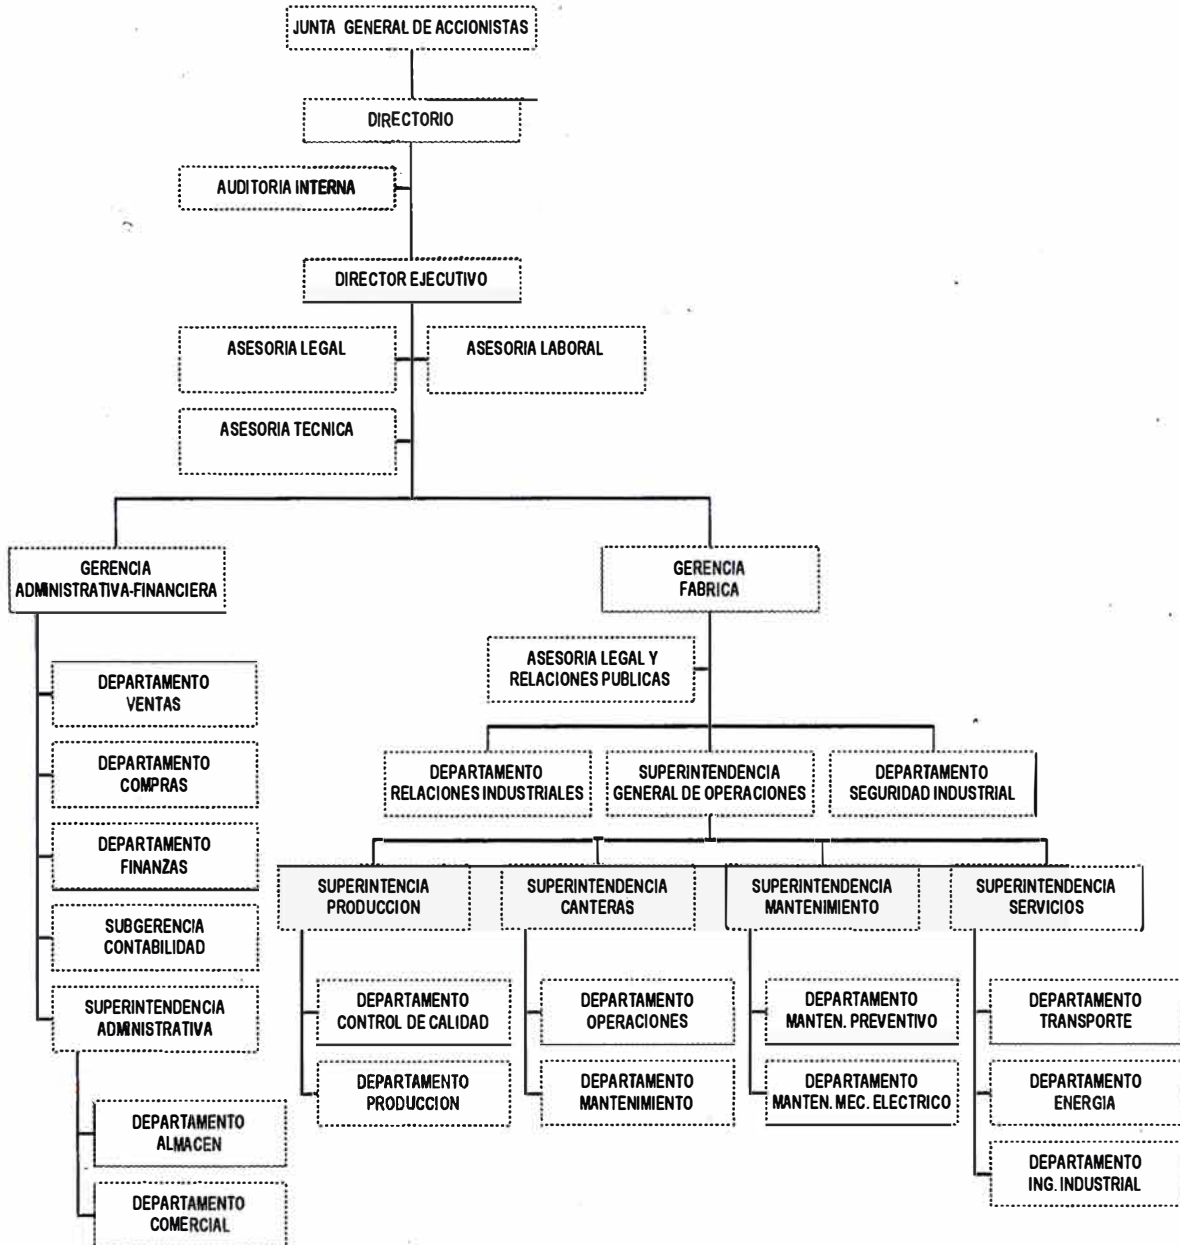 JUNTA GENERAL DE ACCIONISTAS
DIRECTORIO
AUDITORIA INTERNA
DIRECTOR EJECUTIVO
ASESORIA LEGAL
ASESORIA LABORAL
ASESORIA TECNICA
GERENCIA
ADMINISTRATIVA-FINANCIERA
GERENCIA
FABRICA
ASESORIA LEGAL Y
RELACIONES PUBLICAS
DEPARTAMENTO
VENTAS
DEPARTAMENTO
COMPRAS
DEPARTAMENTO
FINANZAS
SUBGERENCIA
CONTABILIDAD
SUPERINTENDENCIA
ADMINISTRATIVA
DEPARTAMENTO
ALMACEN
DEPARTAMENTO
COMERCIAL
DEPARTAMENTO
RELACIONES INDUSTRIALES
SUPERINTENDENCIA
GENERAL DE OPERACIONES
DEPARTAMENTO
SEGURIDAD INDUSTRIAL
SUPERINTENCIA
PRODUCCION
SUPERINTENDENCIA
CANTERAS
SUPERINTENDENCIA
MANTENIMIENTO
SUPERINTENDENCIA
SERVICIOS
DEPARTAMENTO
CONTROL DE CALIDAD
DEPARTAMENTO
PRODUCCION
DEPARTAMENTO
OPERACIONES
DEPARTAMENTO
MANTENIMIENTO
DEPARTAMENTO
MANTEN. PREVENTIVO
DEPARTAMENTO
MANTEN. MEC. ELECTRICO
DEPARTAMENTO
TRANSPORTE
DEPARTAMENTO
ENERGIA
DEPARTAMENTO
ING. INDUSTRIAL